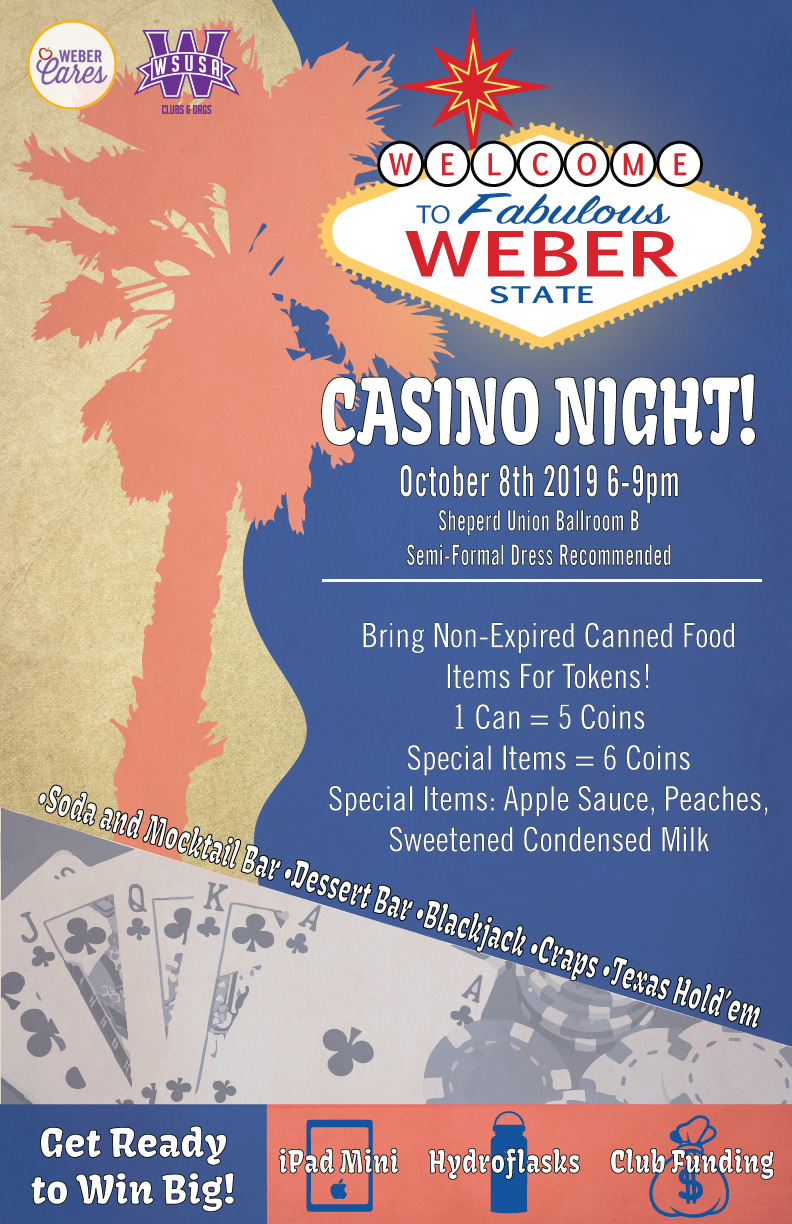 WEBER
Cares
W
WSUSA
CLUBS & ORGS
WELCOME
TO Fabulous
WEBER
STATE
CASINO NIGHT!
October 8th 2019 6-9pm
Sheperd Union Ballroom B
Semi-Formal Dress Recommended
Bring Non-Expired Canned Food
Items For Tokens!
1 Can = 5 Coins
Special Items = 6 Coins
Special Items: Apple Sauce, Peaches,
Sweetened Condensed Milk
•Soda and Mocktail Bar •Dessert Bar •Blackjack •Craps •Texas Hold'em
J
Q
K
A
A
2
Get Ready
to Win Big!
iPad Mini
Hydroflasks
Club Funding
$